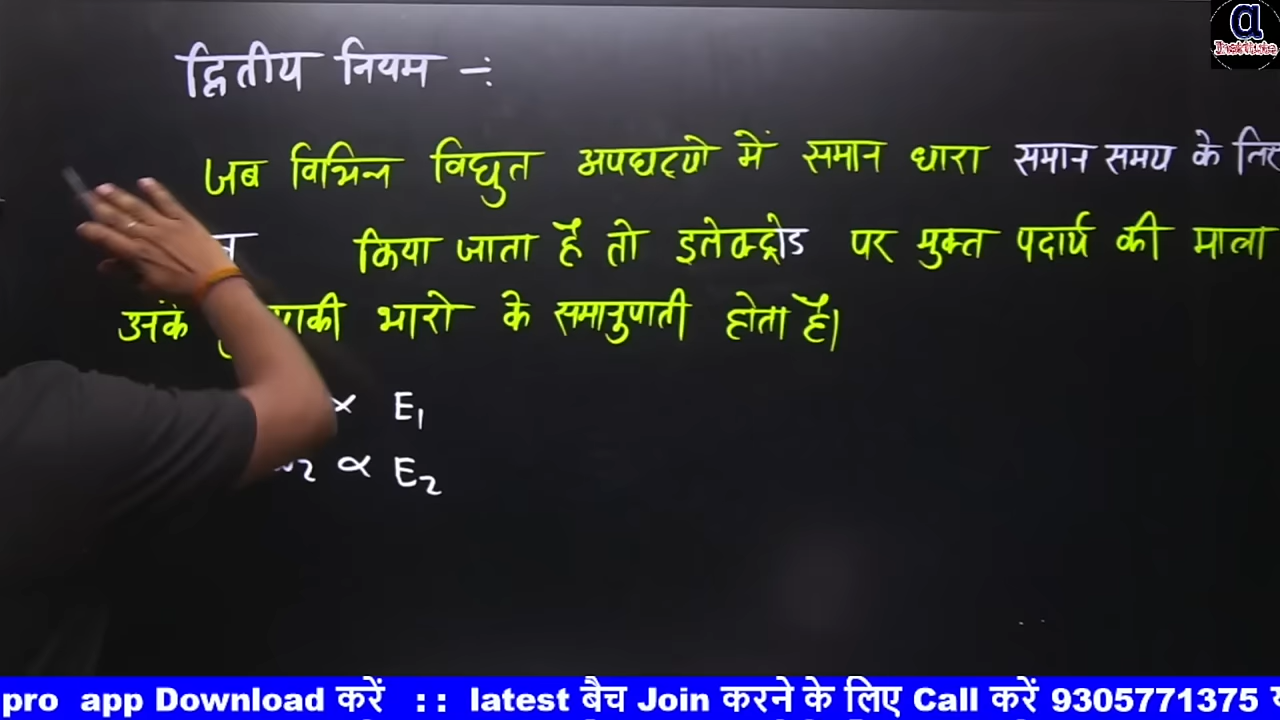 द्वितीय नियम -:
जब विभिन्न विद्युत अपघट्यो में समान धारा समान समय के
किया जाता है तो इलेक्ट्रोड पर मुक्त पदार्थ की मात्रा
उनके भारो के समानुपाती होता है।
∝ E₁
∝ E₂
a Institute
pro app Download करें :: latest बैच Join करने के लिए Call करें 9305771375